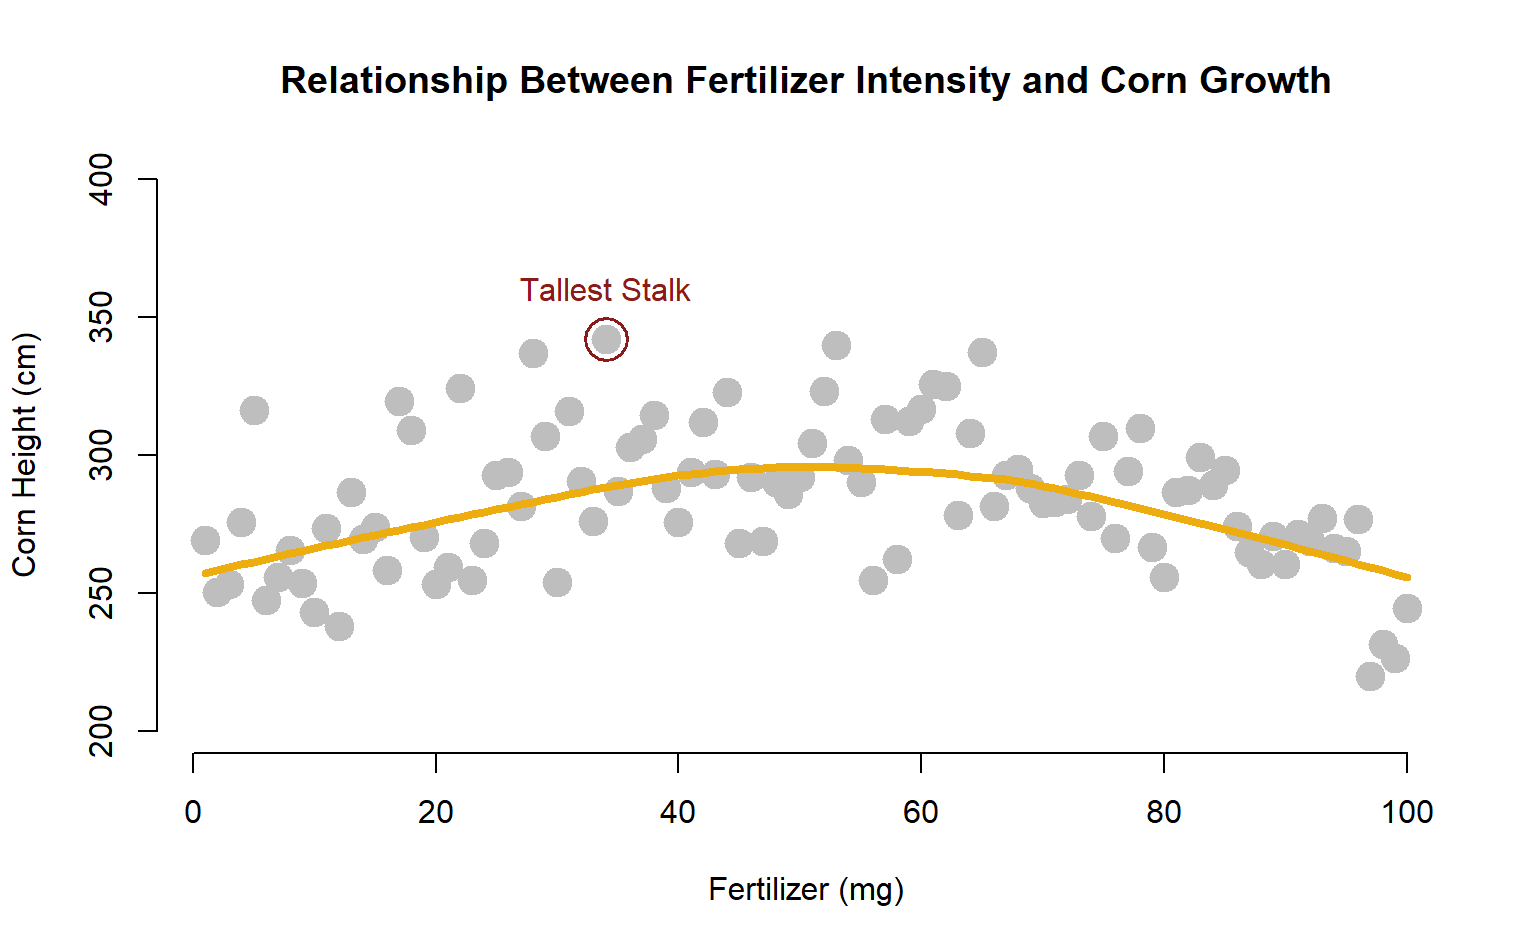 Relationship Between Fertilizer Intensity and Corn Growth
Corn Height (cm)
400
350
300
250
200
Tallest Stalk
0 20 40 60 80 100
Fertilizer (mg)